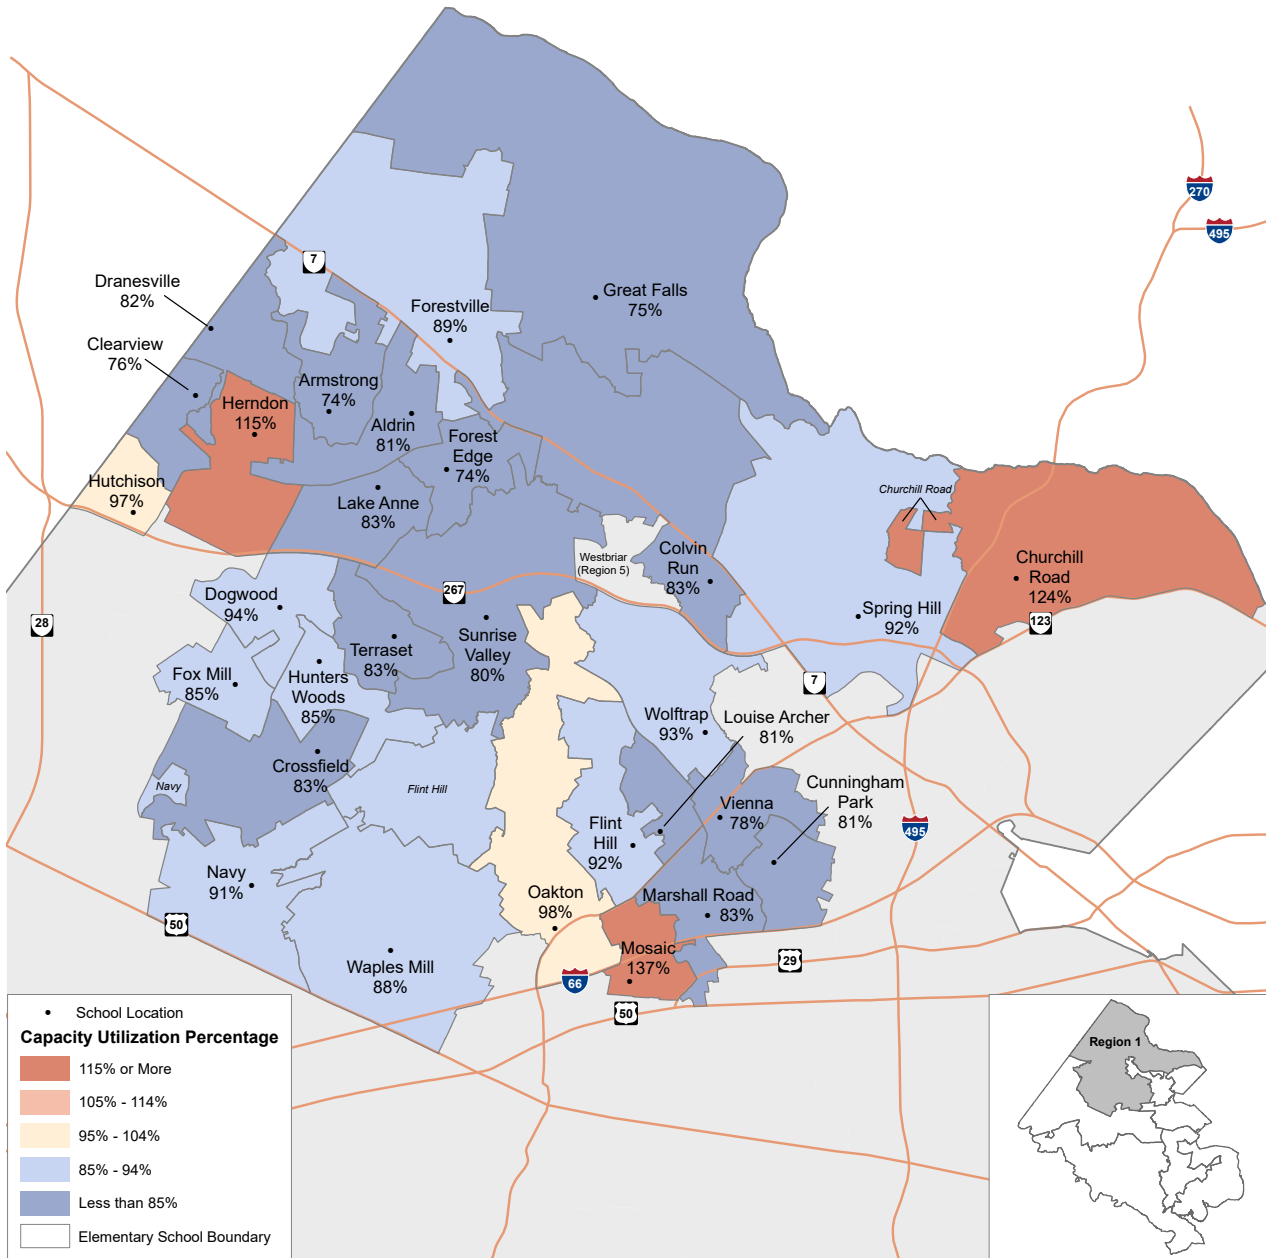 270
495
7
Dranesville
82%
Great Falls
75%
Forestville
89%
Clearview
76%
Armstrong
74%
Herndon
115%
Aldrin
81%
Forest
Edge
74%
Hutchison
97%
Lake Anne
83%
Churchill Road
Westbriar
(Region 5)
Colvin
Run
83%
Churchill
Road
124%
Dogwood
94%
267
Spring Hill
92%
123
28
Terraset
83%
Sunrise
Valley
80%
Fox Mill
85%
Hunters
Woods
85%
7
Wolftrap
93%
Louise Archer
81%
Crossfield
83%
Navy
Flint Hill
Cunningham
Park
81%
Vienna
78%
Flint
Hill
92%
495
Navy
91%
Oakton
98%
Marshall Road
83%
50
Mosaic
137%
Waples Mill
88%
29
66
50
School Location
Capacity Utilization Percentage
115% or More
105% - 114%
95% - 104%
85% - 94%
Less than 85%
Elementary School Boundary
Region 1